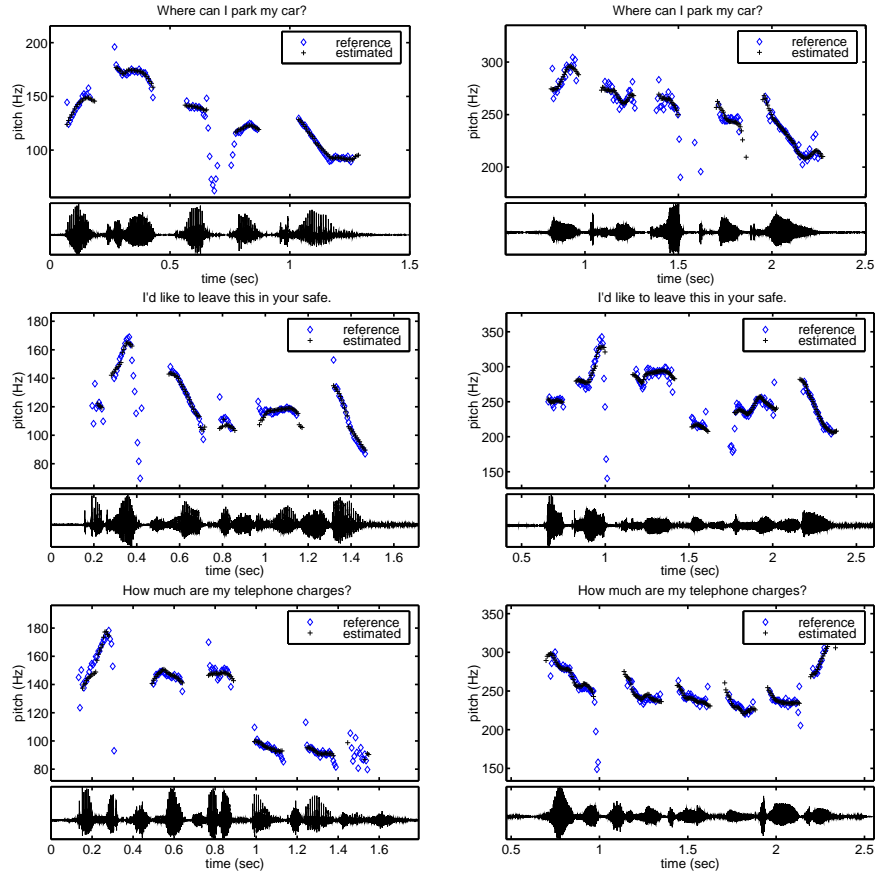 Where can I park my car?
200
150
100
pitch (Hz)
reference
estimated
0 0.5 1 1.5
time (sec)
Where can I park my car?
300
250
200
pitch (Hz)
reference
estimated
1 1.5 2 2.5
time (sec)
I'd like to leave this in your safe.
180
160
140
120
100
80
pitch (Hz)
reference
estimated
0 0.2 0.4 0.6 0.8 1 1.2 1.4 1.6
time (sec)
I'd like to leave this in your safe.
350
300
250
200
150
pitch (Hz)
reference
estimated
0.5 1 1.5 2 2.5
time (sec)
How much are my telephone charges?
180
160
140
120
100
80
pitch (Hz)
reference
estimated
0 0.2 0.4 0.6 0.8 1 1.2 1.4 1.6
time (sec)
How much are my telephone charges?
350
300
250
200
150
pitch (Hz)
reference
estimated
0.5 1 1.5 2 2.5
time (sec)